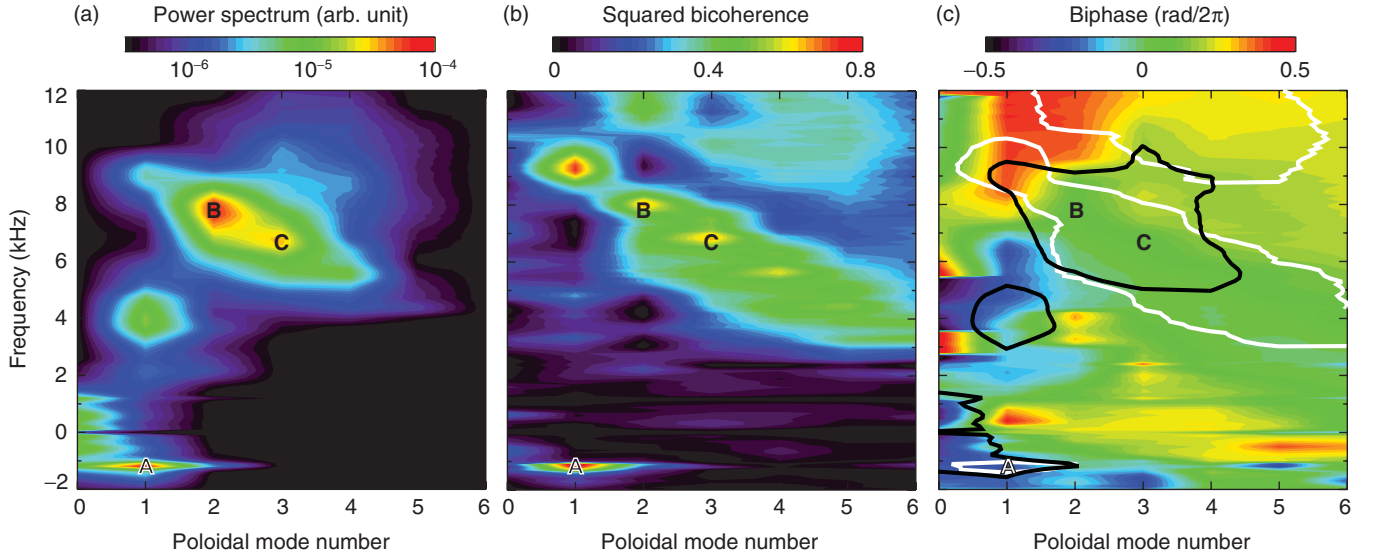 (a) Power spectrum (arb. unit)
10⁻⁶ 10⁻⁵ 10⁻⁴
(b) Squared bicoherence
0 0.4 0.8
(c) Biphase (rad/2π)
−0.5 0 0.5
Frequency (kHz)
12
10
8
6
4
2
0
−2
B
C
A
0 1 2 3 4 5 6
Poloidal mode number
B
C
A
0 1 2 3 4 5 6
Poloidal mode number
B
C
A
0 1 2 3 4 5 6
Poloidal mode number